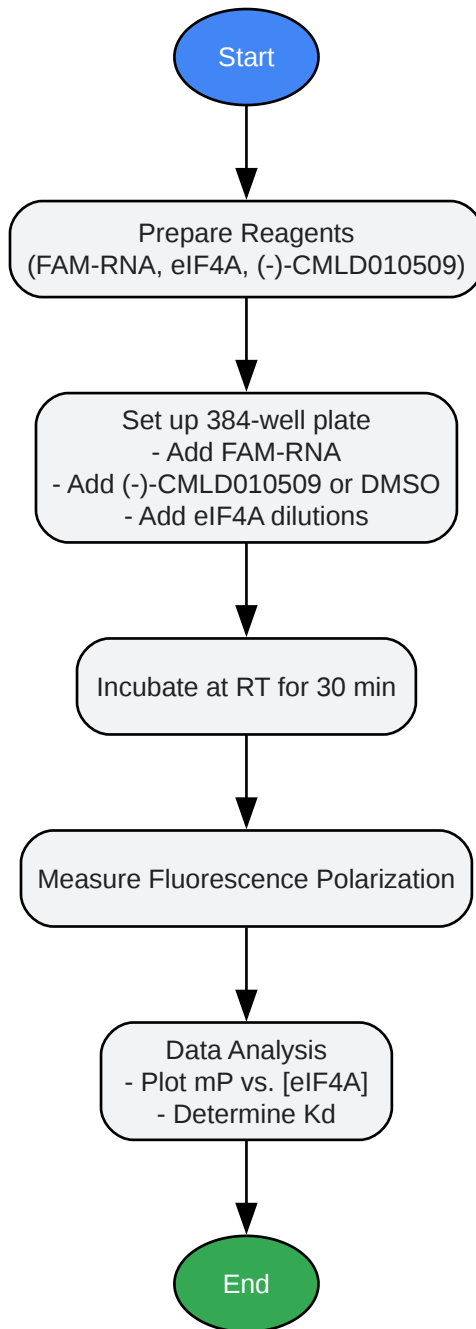 Start
Prepare Reagents
(FAM-RNA, eIF4A, (-)-CMLD010509)
Set up 384-well plate
- Add FAM-RNA
- Add (-)-CMLD010509 or DMSO
- Add eIF4A dilutions
Incubate at RT for 30 min
Measure Fluorescence Polarization
Data Analysis
- Plot mP vs. [eIF4A]
- Determine Kd
End